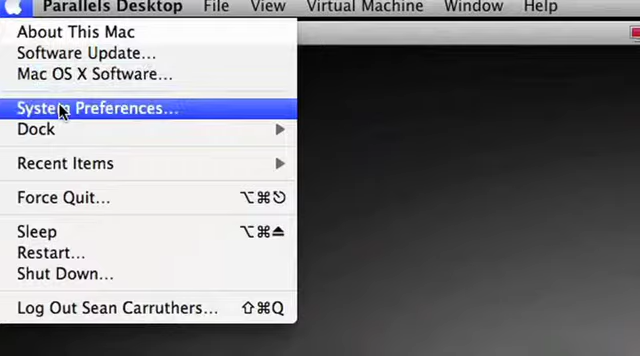 Parallels Desktop File View Virtual Machine Window Help
About This Mac
Software Update...
Mac OS X Software...
System Preferences...
Dock
Recent Items
Force Quit... ⌥⌘⎋
Sleep ⌥⌘⏏
Restart...
Shut Down...
Log Out Sean Carruthers... ⇧⌘Q